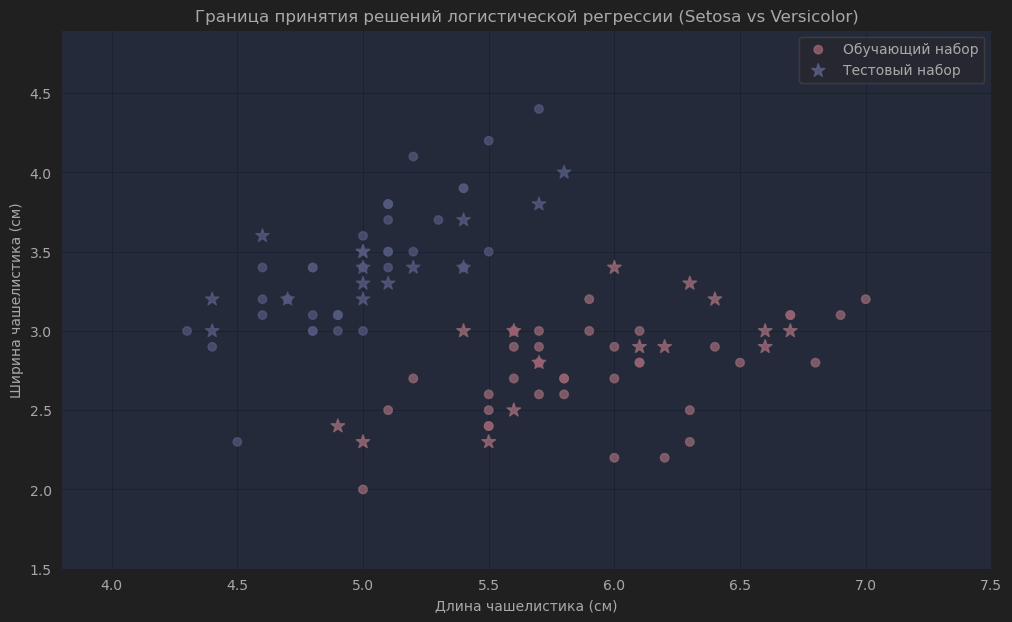 Граница принятия решений логистической регрессии (Setosa vs Versicolor)
Обучающий набор
Тестовый набор
Ширина чашелистика (см)
4.5
4.0
3.5
3.0
2.5
2.0
1.5
4.0 4.5 5.0 5.5 6.0 6.5 7.0 7.5
Длина чашелистика (см)